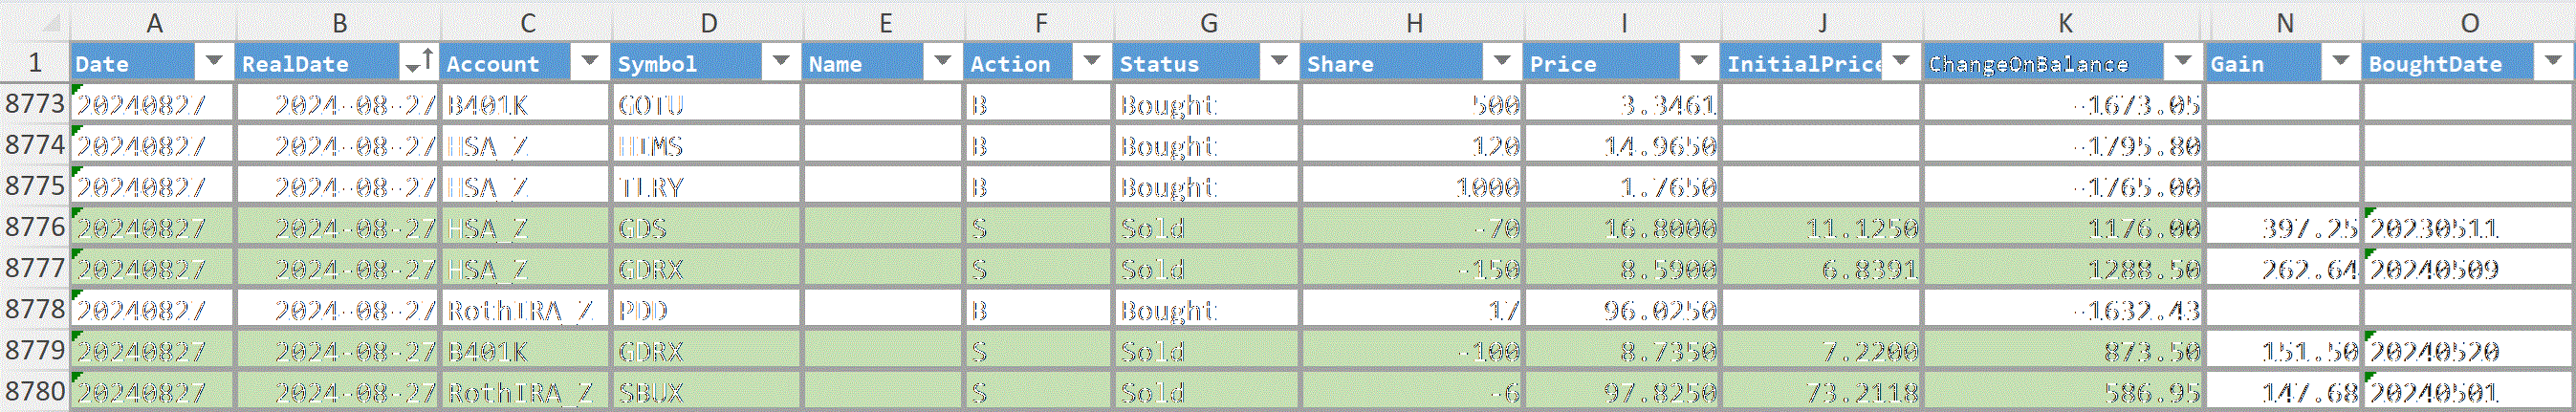 A B C D E F G H I J K N O
1 Date RealDate Account Symbol Name Action Status Share Price InitialPrice ChangeOnBalance Gain BoughtDate
8773 20240827 2024-08-27 B401K GOTU B Bought 500 3.3461 -1673.05
8774 20240827 2024-08-27 HSA_Z HIMS B Bought 120 14.9650 -1795.80
8775 20240827 2024-08-27 HSA_Z TLRY B Bought 1000 1.7650 -1765.00
8776 20240827 2024-08-27 HSA_Z GDS S Sold -70 16.8000 11.1250 1176.00 397.25 20230511
8777 20240827 2024-08-27 HSA_Z GDRX S Sold -150 8.5900 6.8391 1288.50 262.64 20240509
8778 20240827 2024-08-27 RothIRA_Z PDD B Bought 17 96.0250 -1632.43
8779 20240827 2024-08-27 B401K GDRX S Sold -100 8.7350 7.2200 873.50 151.50 20240520
8780 20240827 2024-08-27 RothIRA_Z SBUX S Sold -6 97.8250 73.2118 586.95 147.68 20240501